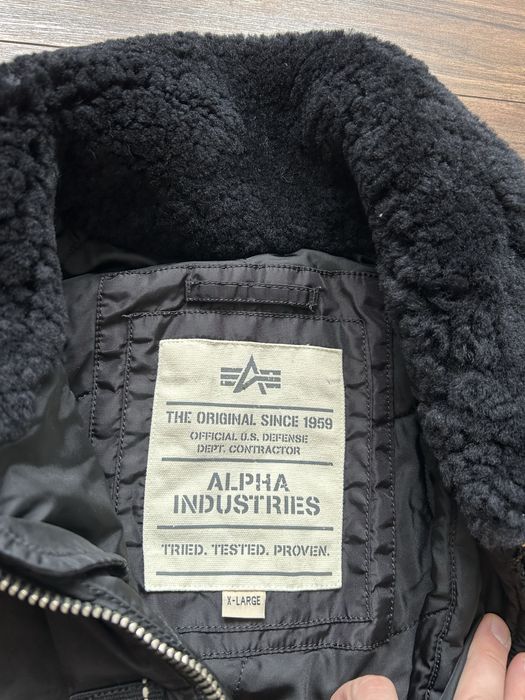 THE ORIGINAL SINCE 1959
OFFICIAL U.S. DEFENSE
DEPT. CONTRACTOR
ALPHA
INDUSTRIES
TRIED. TESTED. PROVEN.
X-LARGE